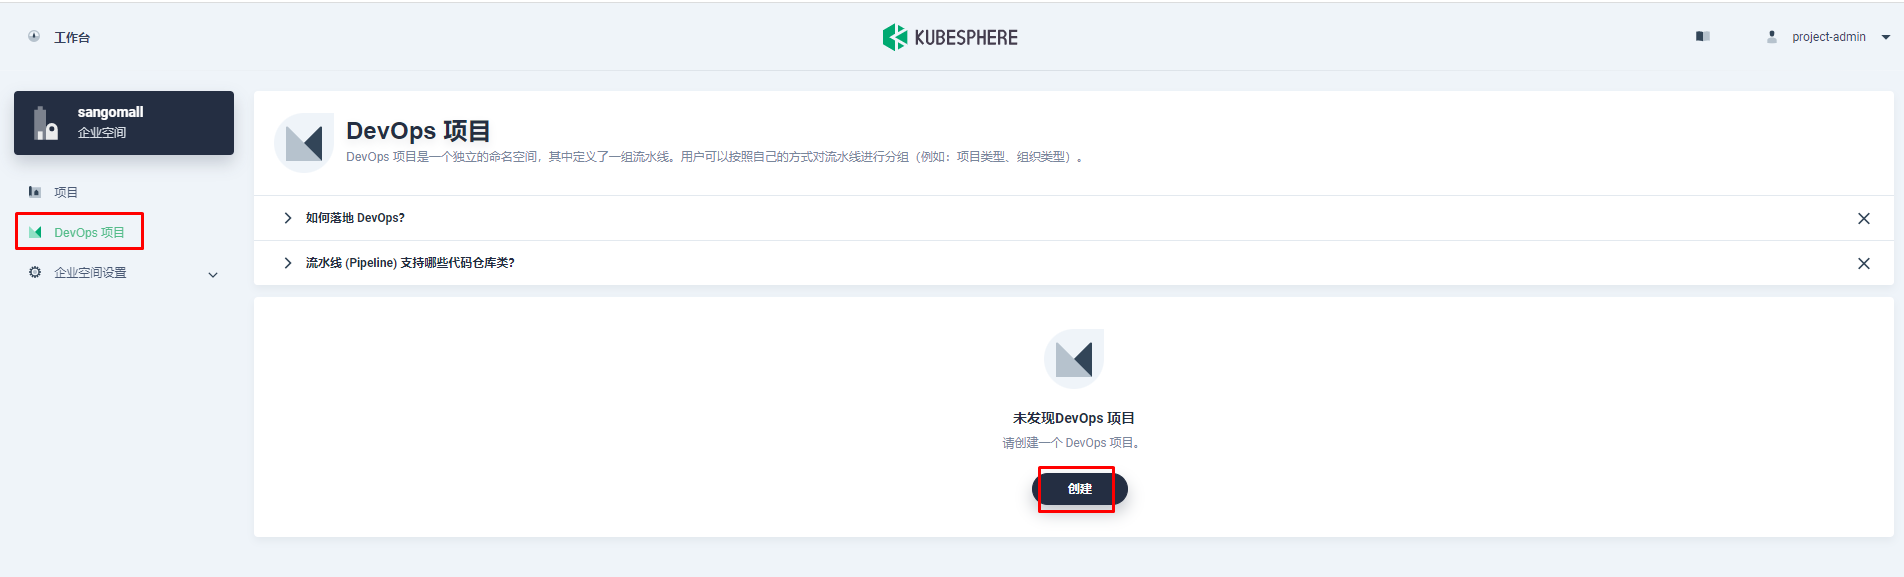 工作台
KUBESPHERE
project-admin
sangomall
企业空间
项目
DevOps 项目
企业空间设置
DevOps 项目
DevOps 项目是一个独立的命名空间，其中定义了一组流水线。用户可以按照自己的方式对流水线进行分组（例如：项目类型、组织类型）。
如何落地 DevOps?
流水线 (Pipeline) 支持哪些代码仓库类?
未发现DevOps 项目
请创建一个 DevOps 项目。
创建